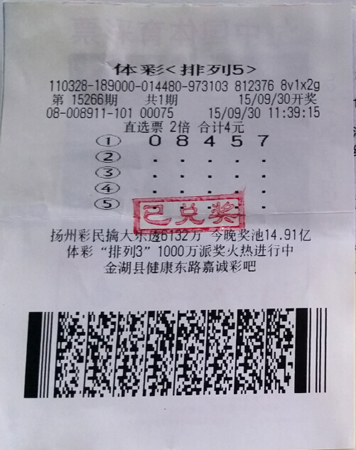 体彩<排列5>
110328-189000-014480-973103 812376 8v1x2g
第 15266期 共1期 15/09/30开奖
08-008911-101 00075 15/09/30 11:39:15
直选票 2倍 合计4元
① 0 8 4 5 7
② . . . . .
③ . . . . .
④ . . . . .
⑤ . . . . .
已兑奖
扬州彩民擒大乐透6132万 今晚奖池14.91亿
体彩“排列3”1000万派奖火热进行中
金湖县健康东路嘉诚彩吧